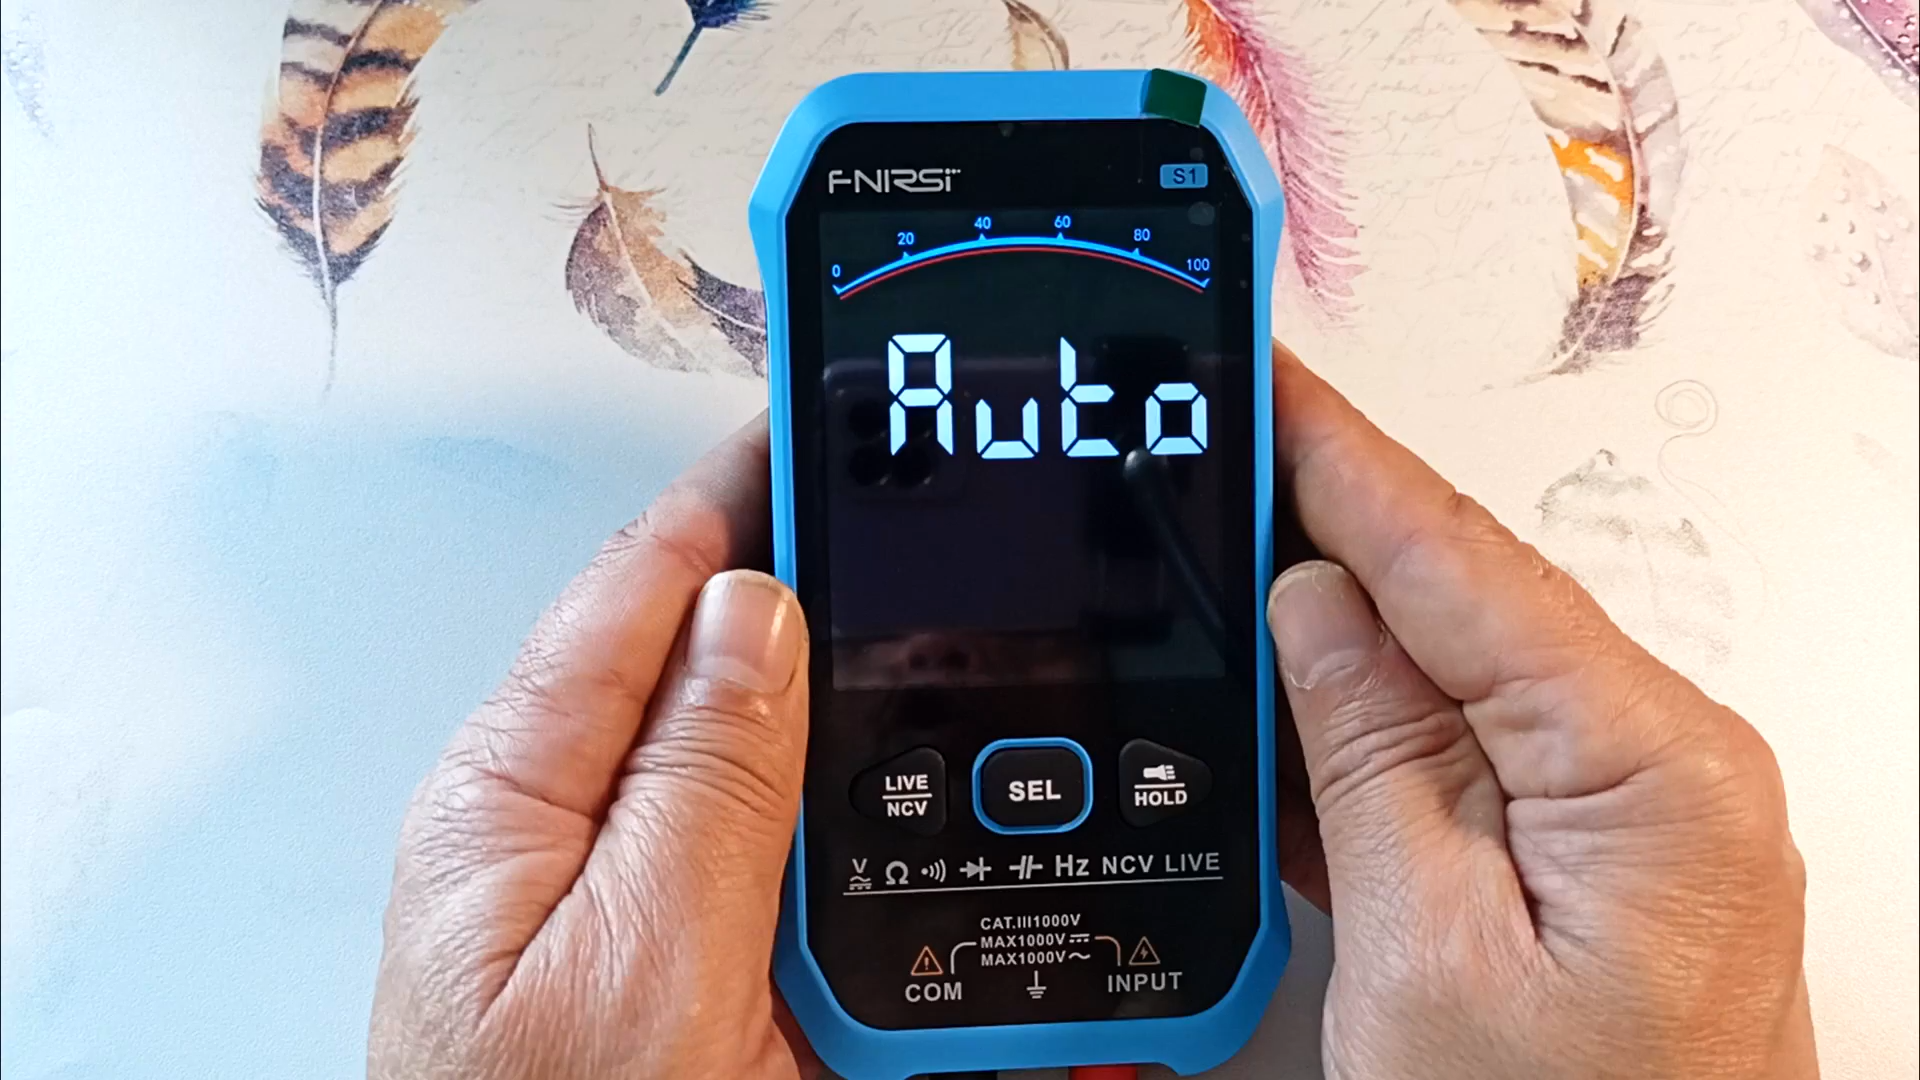 FNIRSi
S1
0 20 40 60 80 100
Auto
LIVE
NCV
SEL
HOLD
V Ω Hz NCV LIVE
CAT.III1000V
MAX1000V
MAX1000V
COM
INPUT